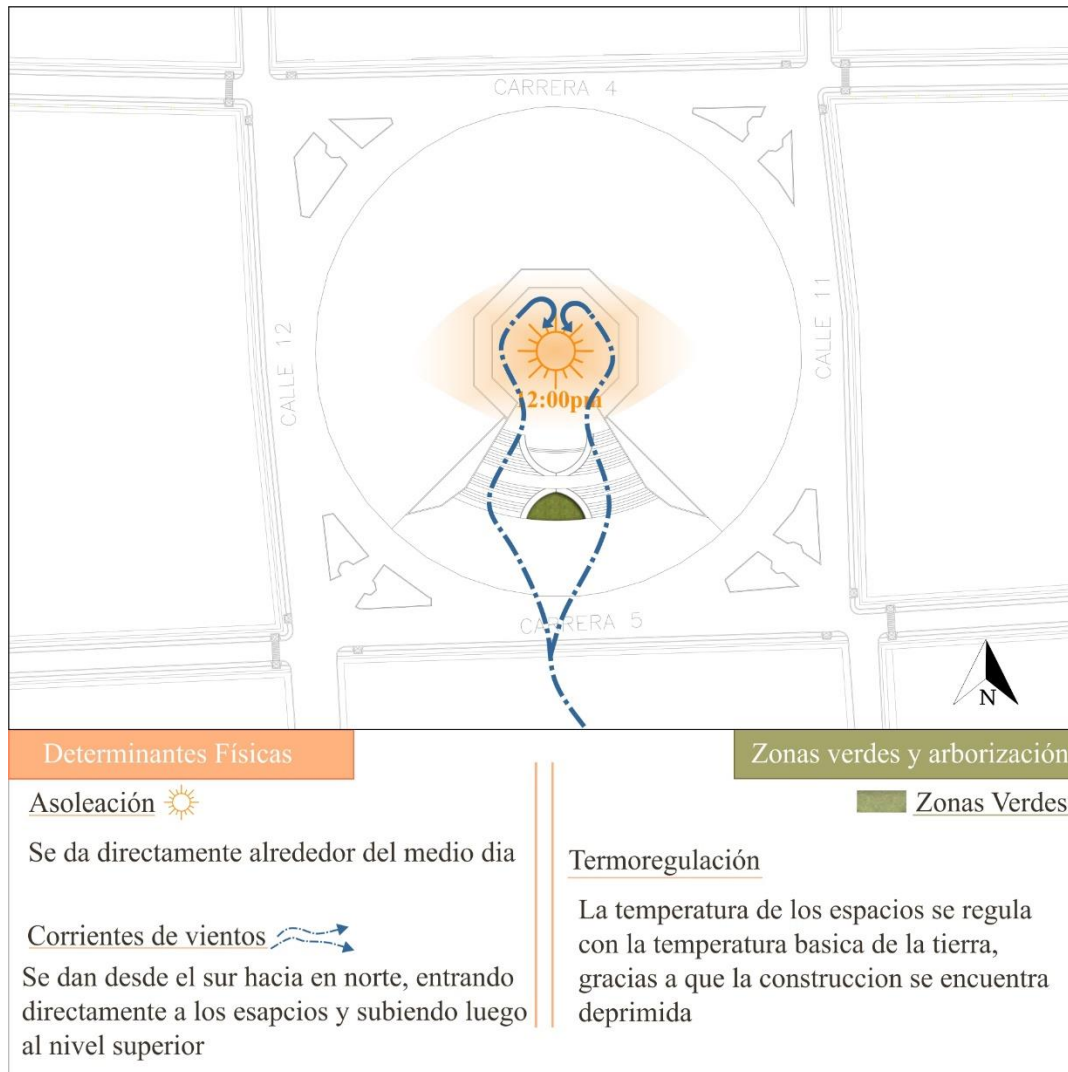 CARRERA 4
CALLE 12
CALLE 11
12:00pm
CARRERA 5
N
Determinantes Físicas
Asoleación
Se da directamente alrededor del medio dia
Corrientes de vientos
Se dan desde el sur hacia en norte, entrando
directamente a los esapcios y subiendo luego
al nivel superior
Zonas verdes y arborización
Zonas Verdes
Termoregulación
La temperatura de los espacios se regula
con la temperatura basica de la tierra,
gracias a que la construccion se encuentra
deprimida